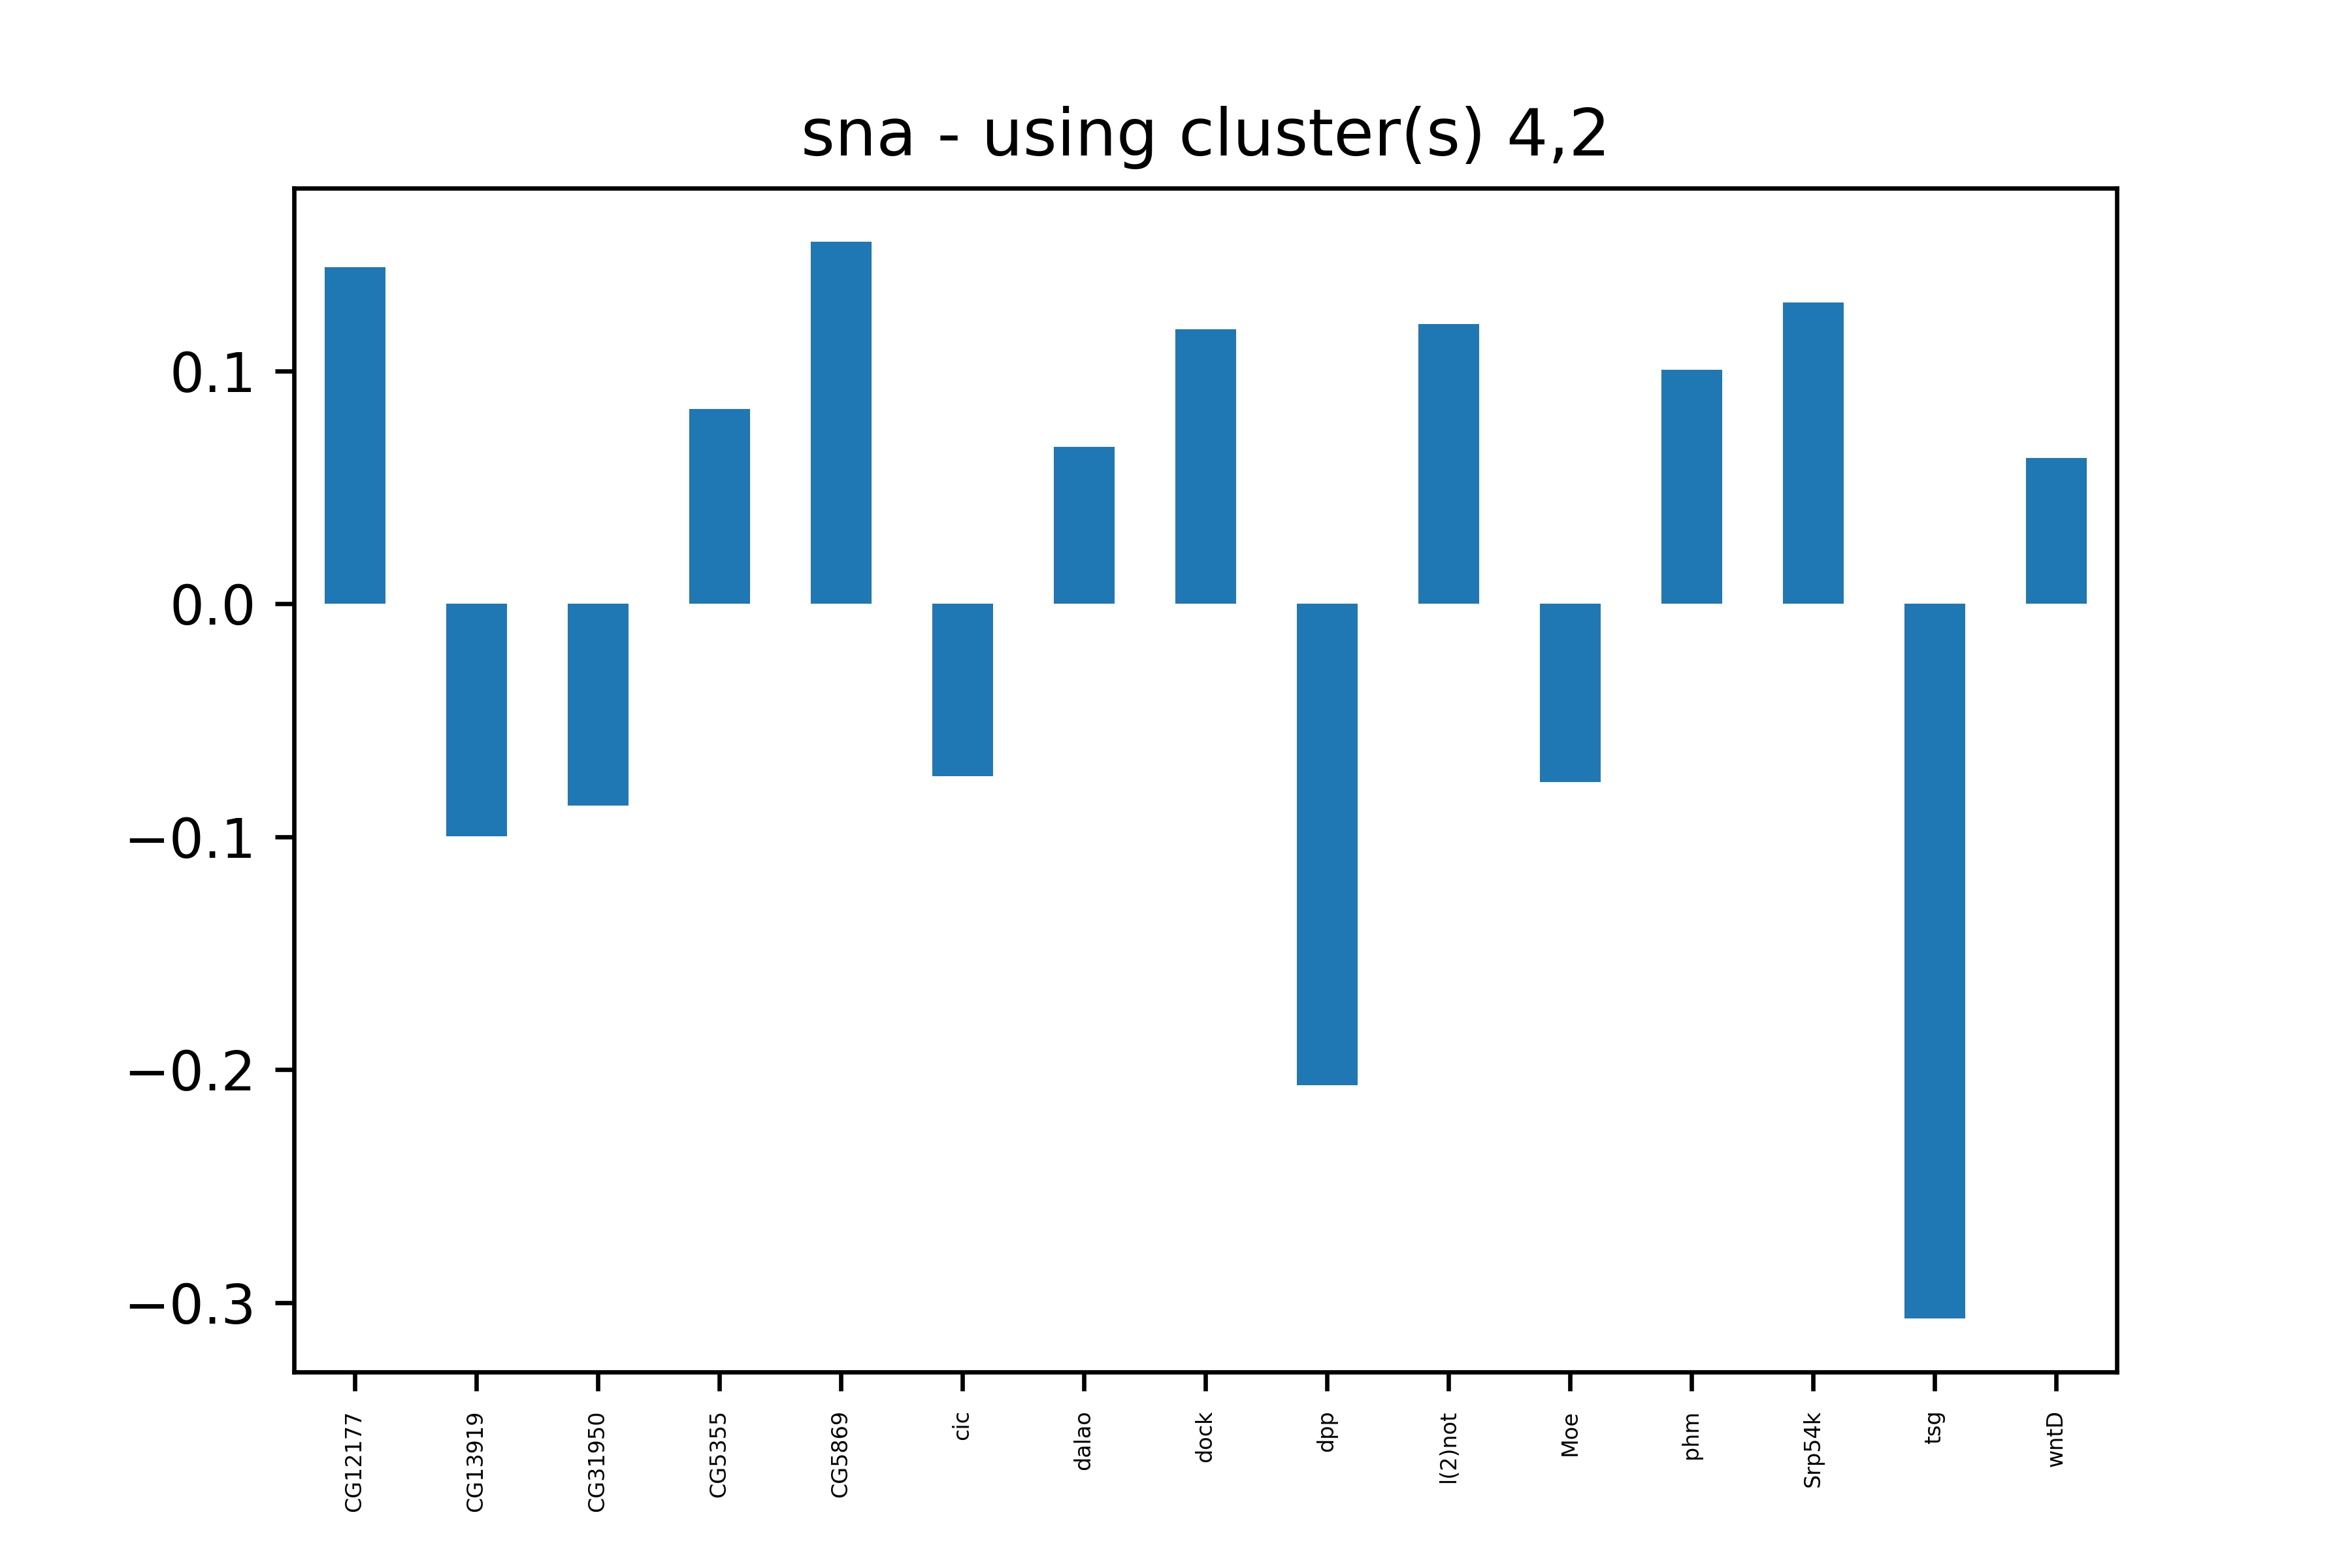 sna - using cluster(s) 4,2
0.1
0.0
−0.1
−0.2
−0.3
CG12177
CG13919
CG31950
CG5355
CG5869
cic
dalao
dock
dpp
l(2)not
Moe
phm
Srp54k
tsg
wntD